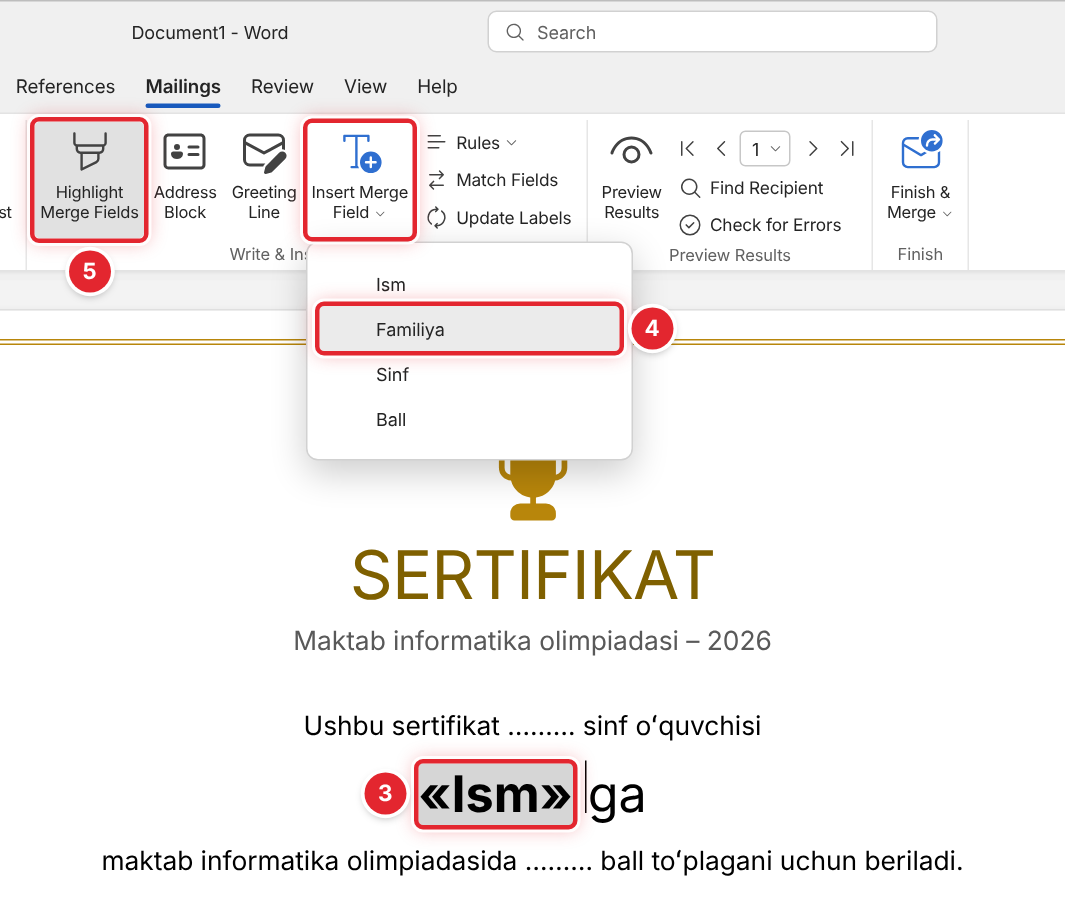 Document1 - Word
Search
References Mailings Review View Help
st
Highlight Merge Fields
Address Block
Greeting Line
Insert Merge Field
Rules
Match Fields
Update Labels
Write & Ins
Preview Results
1
Find Recipient
Check for Errors
Preview Results
Finish & Merge
Finish
5
Ism
Familiya
4
Sinf
Ball
SERTIFIKAT
Maktab informatika olimpiadasi – 2026
Ushbu sertifikat ......... sinf oʻquvchisi
3
«Ism» ga
maktab informatika olimpiadasida ......... ball toʻplagani uchun beriladi.